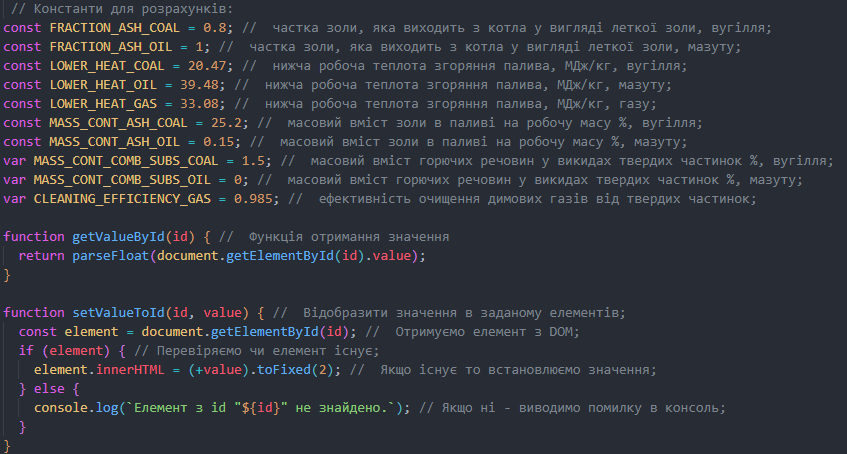 // Константи для розрахунків:
const FRACTION_ASH_COAL = 0.8; //  частка золи, яка виходить з котла у вигляді леткої золи, вугілля;
const FRACTION_ASH_OIL = 1; //  частка золи, яка виходить з котла у вигляді леткої золи, мазуту;
const LOWER_HEAT_COAL = 20.47; //  нижча робоча теплота згоряння палива, МДж/кг, вугілля;
const LOWER_HEAT_OIL = 39.48; //  нижча робоча теплота згоряння палива, МДж/кг, мазуту;
const LOWER_HEAT_GAS = 33.08; //  нижча робоча теплота згоряння палива, МДж/кг, газу;
const MASS_CONT_ASH_COAL = 25.2; //  масовий вміст золи в паливі на робочу масу %, вугілля;
const MASS_CONT_ASH_OIL = 0.15; //  масовий вміст золи в паливі на робочу масу %, мазуту;
var MASS_CONT_COMB_SUBS_COAL = 1.5; //  масовий вміст горючих речовин у викидах твердих частинок %, вугілля;
var MASS_CONT_COMB_SUBS_OIL = 0; //  масовий вміст горючих речовин у викидах твердих частинок %, мазуту;
var CLEANING_EFFICIENCY_GAS = 0.985; //  ефективність очищення димових газів від твердих частинок;
function getValueById(id) { //  Функція отримання значення
  return parseFloat(document.getElementById(id).value);
}
function setValueToId(id, value) { //  Відобразити значення в заданому елементів;
  const element = document.getElementById(id); //  Отримуємо елемент з DOM;
  if (element) { // Перевіряємо чи елемент існує;
    element.innerHTML = (+value).toFixed(2); //  Якщо існує то встановлюємо значення;
  } else {
    console.log(`Елемент з id "${id}" не знайдено.`); // Якщо ні - виводимо помилку в консоль;
  }
}